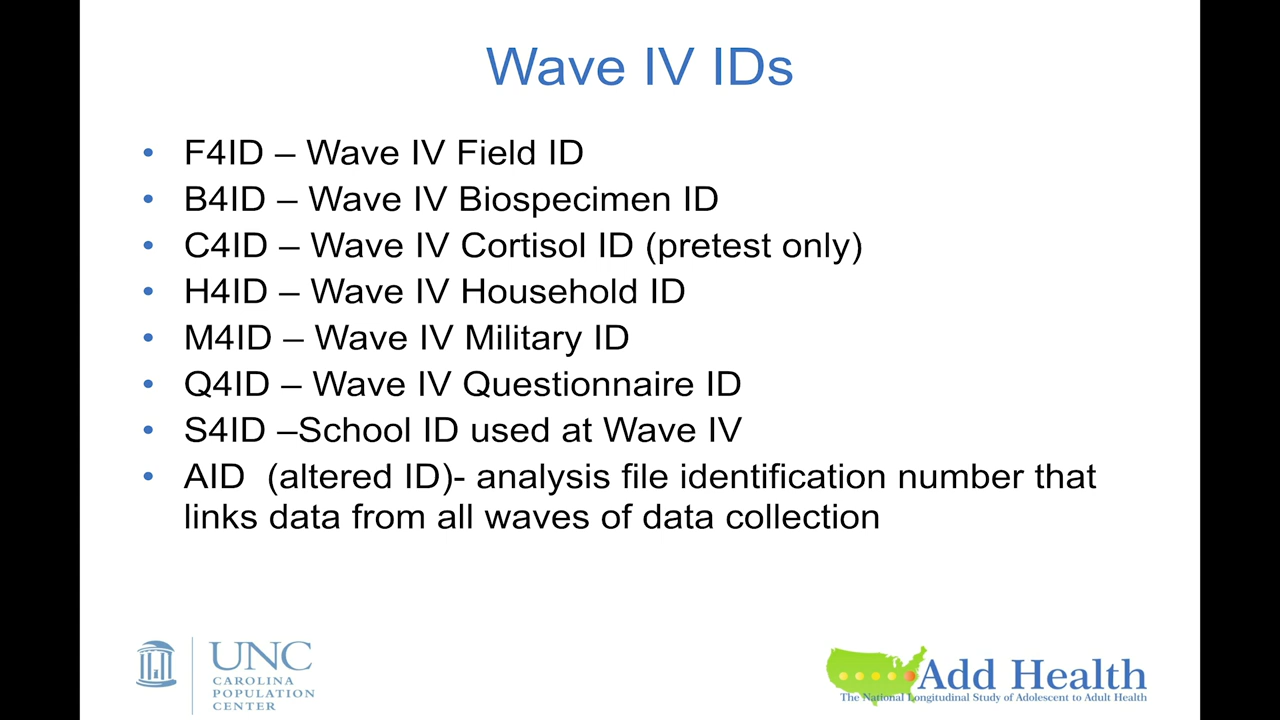 Wave IV IDs
• F4ID – Wave IV Field ID
• B4ID – Wave IV Biospecimen ID
• C4ID – Wave IV Cortisol ID (pretest only)
• H4ID – Wave IV Household ID
• M4ID – Wave IV Military ID
• Q4ID – Wave IV Questionnaire ID
• S4ID –School ID used at Wave IV
• AID  (altered ID)- analysis file identification number that
links data from all waves of data collection
UNC
CAROLINA
POPULATION
CENTER
Add Health
The National Longitudinal Study of Adolescent to Adult Health